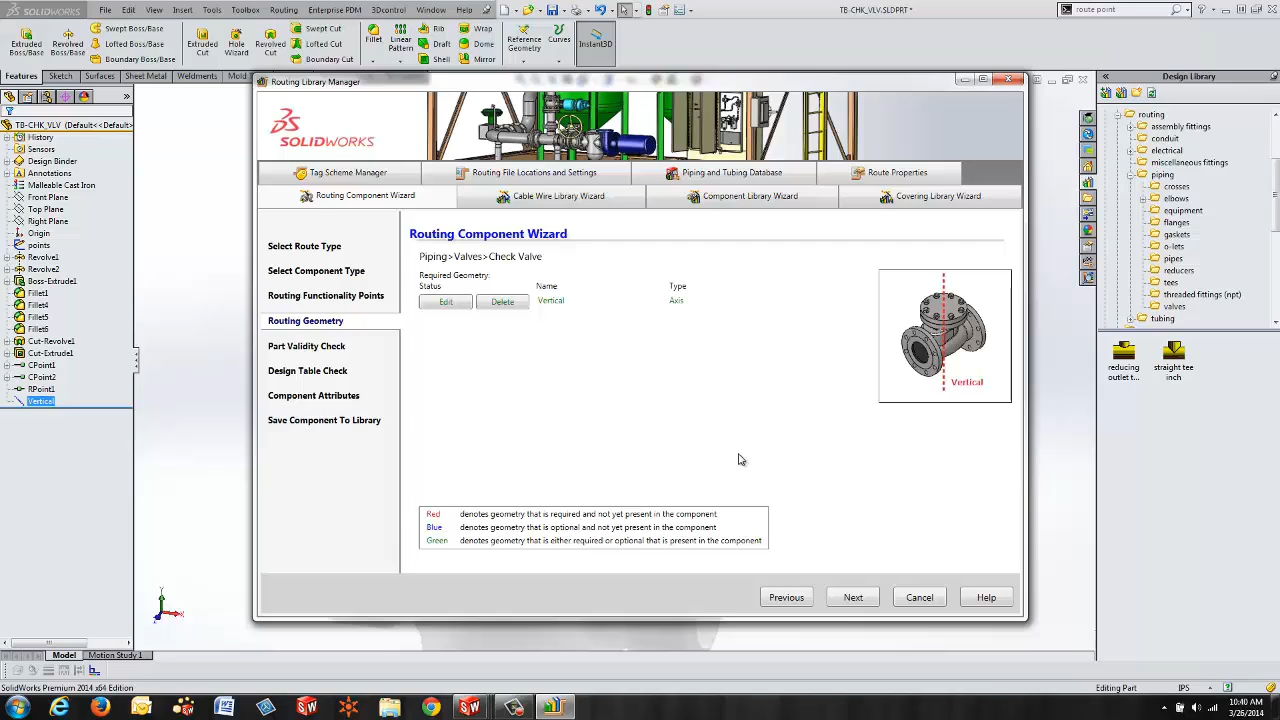 SOLIDWORKS
File
Edit
View
Insert
Tools
Toolbox
Routing
Enterprise PDM
3Dcontrol
Window
Help
TB-CHK_VLV.SLDPRT *
route point
Extruded Boss/Base
Revolved Boss/Base
Swept Boss/Base
Lofted Boss/Base
Boundary Boss/Base
Extruded Cut
Hole Wizard
Revolved Cut
Swept Cut
Lofted Cut
Boundary Cut
Fillet
Linear Pattern
Rib
Draft
Shell
Wrap
Dome
Mirror
Reference Geometry
Curves
Instant3D
Features
Sketch
Surfaces
Sheet Metal
Weldments
Mold
TB-CHK_VLV (Default<<Default>
History
Sensors
Design Binder
Annotations
Malleable Cast Iron
Front Plane
Top Plane
Right Plane
Origin
points
Revolve1
Revolve2
Boss-Extrude1
Fillet1
Fillet4
Fillet5
Fillet6
Cut-Revolve1
Cut-Extrude1
CPoint1
CPoint2
RPoint1
Vertical
Routing Library Manager
SOLIDWORKS
Tag Scheme Manager
Routing File Locations and Settings
Piping and Tubing Database
Route Properties
Routing Component Wizard
Cable Wire Library Wizard
Component Library Wizard
Covering Library Wizard
Select Route Type
Select Component Type
Routing Functionality Points
Routing Geometry
Part Validity Check
Design Table Check
Component Attributes
Save Component To Library
Routing Component Wizard
Piping>Valves>Check Valve
Required Geometry:
Status
Name
Type
Edit
Delete
Vertical
Axis
Vertical
Red denotes geometry that is required and not yet present in the component
Blue denotes geometry that is optional and not yet present in the component
Green denotes geometry that is either required or optional that is present in the component
Previous
Next
Cancel
Help
Design Library
routing
assembly fittings
conduit
electrical
miscellaneous fittings
piping
crosses
elbows
equipment
flanges
gaskets
o-lets
pipes
reducers
tees
threaded fittings (npt)
valves
tubing
reducing outlet t...
straight tee inch
Model
Motion Study 1
SolidWorks Premium 2014 x64 Edition
Editing Part
IPS
10:40 AM
3/26/2014